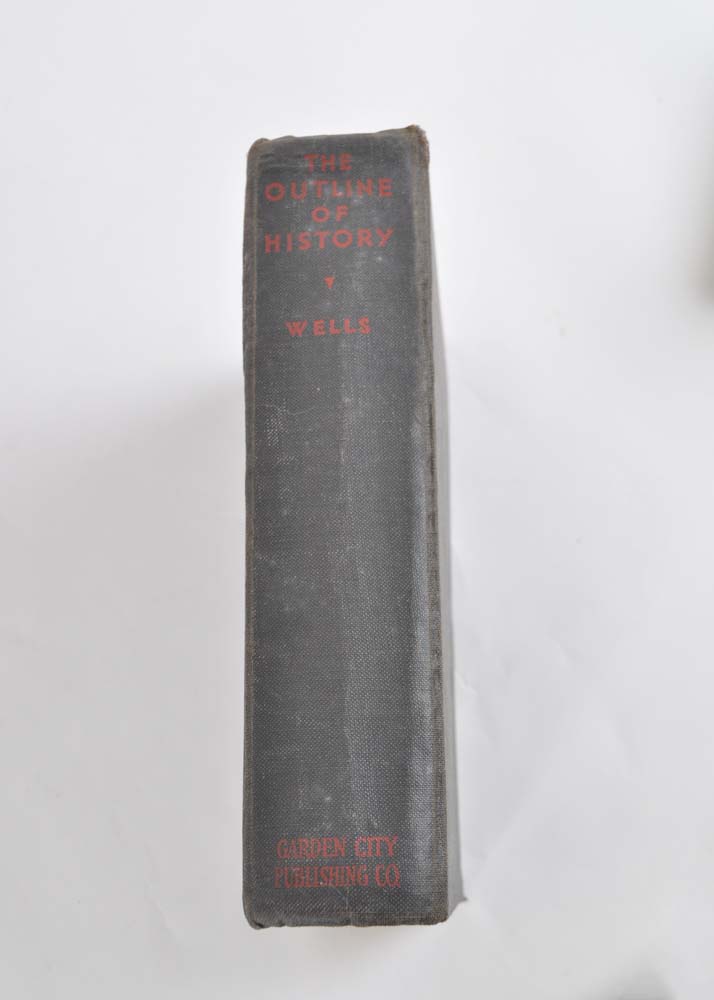 THE
OUTLINE
OF
HISTORY
WELLS
GARDEN CITY
PUBLISHING CO.